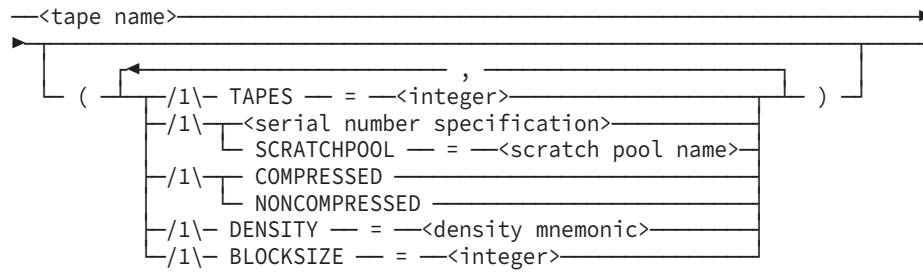 <tape name>
,
( /1\ TAPES = <integer> )
/1\ <serial number specification>
SCRATCHPOOL = <scratch pool name>
/1\ COMPRESSED
NONCOMPRESSED
/1\ DENSITY = <density mnemonic>
/1\ BLOCKSIZE = <integer>